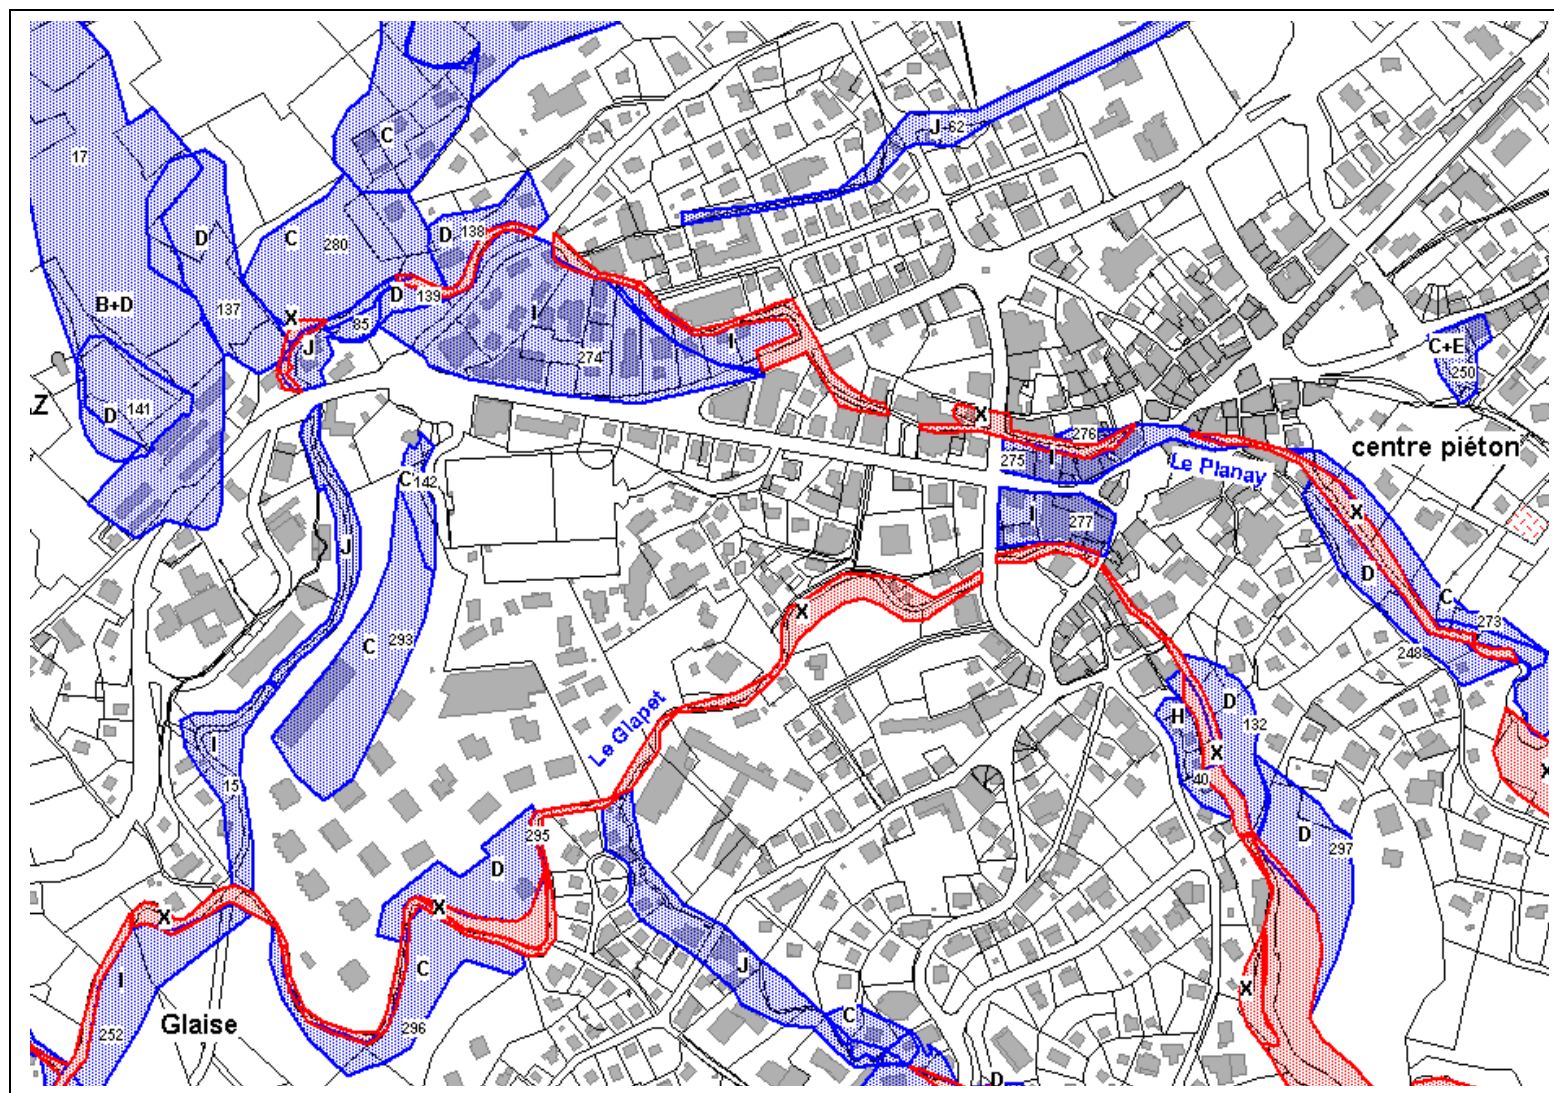 J
62
17
C
D
C
280
D
138
B+D
137
X
85
D
139
J
I
274
I
C+E
250
D
141
AZ
X
276
275
I
Le Planay
centre piéton
C
142
I
277
X
J
D
C
273
248
C
293
X
D
132
H
Le Glapet
X
I
15
40
X
D
297
295
D
X
X
I
C
J
X
252
Glaise
296
C
D